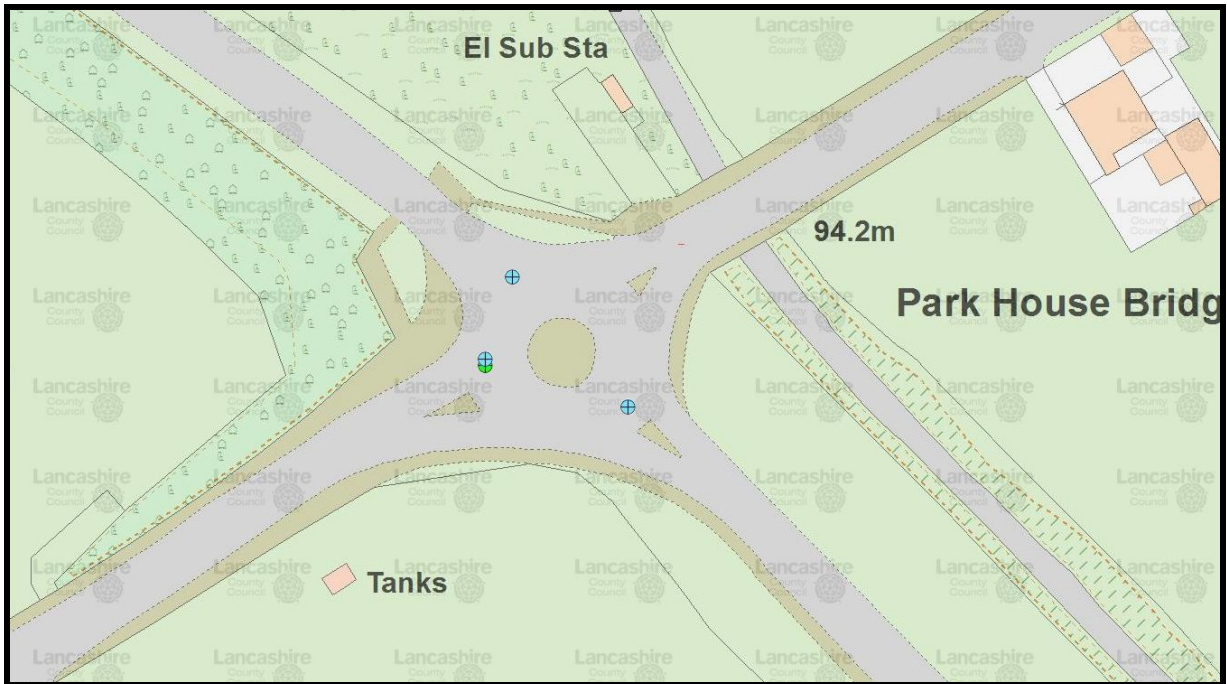 El Sub Sta
94.2m
Park House Bridg
Tanks
Lancashire
County
Council